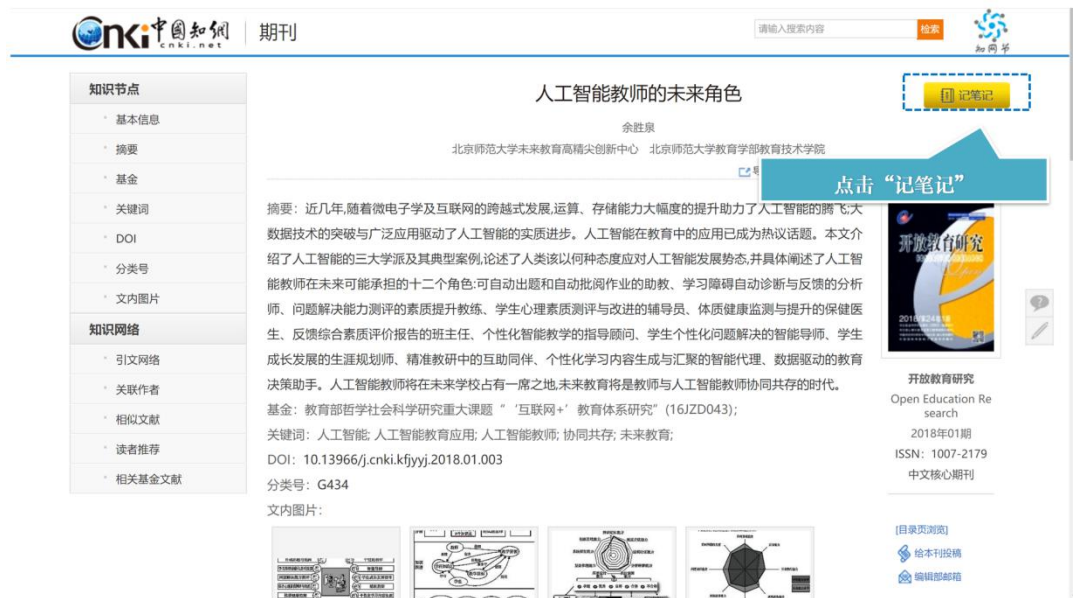 Cnki中国知网
cnki.net
期刊
请输入搜索内容
检索
知网节
知识节点
基本信息
摘要
基金
关键词
DOI
分类号
文内图片
知识网络
引文网络
关联作者
相似文献
读者推荐
相关基金文献
人工智能教师的未来角色
余胜泉
北京师范大学未来教育高精尖创新中心 北京师范大学教育学部教育技术学院
记笔记
点击“记笔记”
摘要：近几年,随着微电子学及互联网的跨越式发展,运算、存储能力大幅度的提升助力了人工智能的腾飞;大
数据技术的突破与广泛应用驱动了人工智能的实质进步。人工智能在教育中的应用已成为热议话题。本文介
绍了人工智能的三大学派及其典型案例,论述了人类该以何种态度应对人工智能发展势态,并具体阐述了人工智
能教师在未来可能承担的十二个角色:可自动出题和自动批阅作业的助教、学习障碍自动诊断与反馈的分析
师、问题解决能力测评的素质提升教练、学生心理素质测评与改进的辅导员、体质健康监测与提升的保健医
生、反馈综合素质评价报告的班主任、个性化智能教学的指导顾问、学生个性化问题解决的智能导师、学生
成长发展的生涯规划师、精准教研中的互助同伴、个性化学习内容生成与汇聚的智能代理、数据驱动的教育
决策助手。人工智能教师将在未来学校占有一席之地,未来教育将是教师与人工智能教师协同共存的时代。
基金：教育部哲学社会科学研究重大课题“‘互联网+’教育体系研究”(16JZD043)；
关键词：人工智能; 人工智能教育应用; 人工智能教师; 协同共存; 未来教育;
DOI：10.13966/j.cnki.kfjyyj.2018.01.003
分类号：G434
文内图片：
开放教育研究
开放教育研究
Open Education Re
search
2018年01期
ISSN：1007-2179
中文核心期刊
[目录页浏览]
给本刊投稿
编辑部邮箱